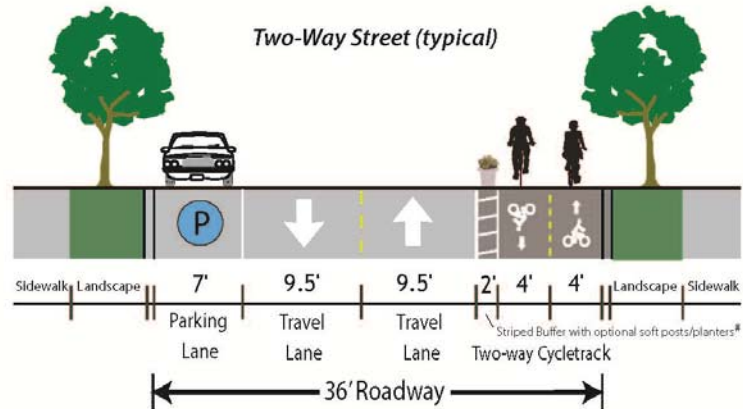 Two-Way Street (typical)
P
Sidewalk Landscape 7' 9.5' 9.5' 2' 4' 4' Landscape Sidewalk
Striped Buffer with optional soft posts/planters#
Parking Lane
Travel Lane
Travel Lane
Two-way Cycletrack
36' Roadway